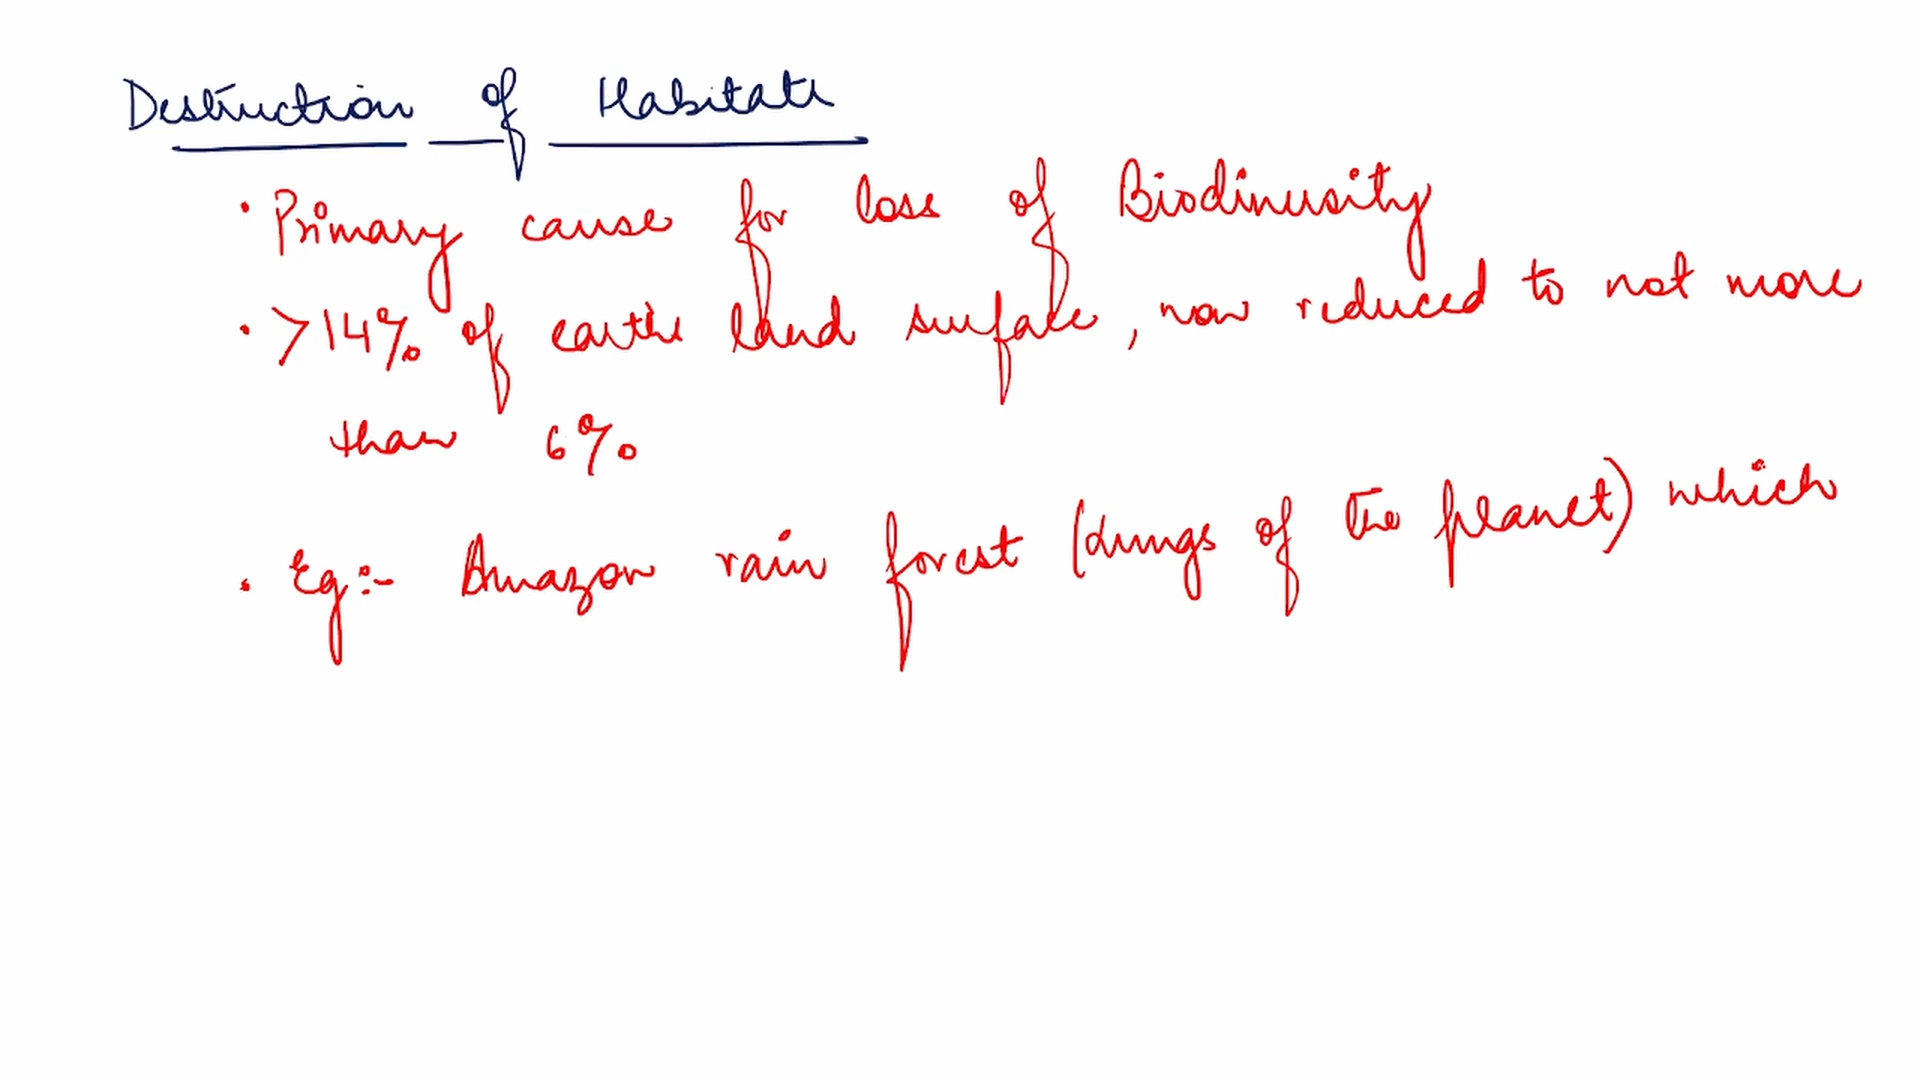 Destruction of Habitats
• Primary cause for loss of Biodiversity
• >14% of earth's land surface, now reduced to not more
than 6%
• Eg:- Amazon rain forest (lungs of the planet) which